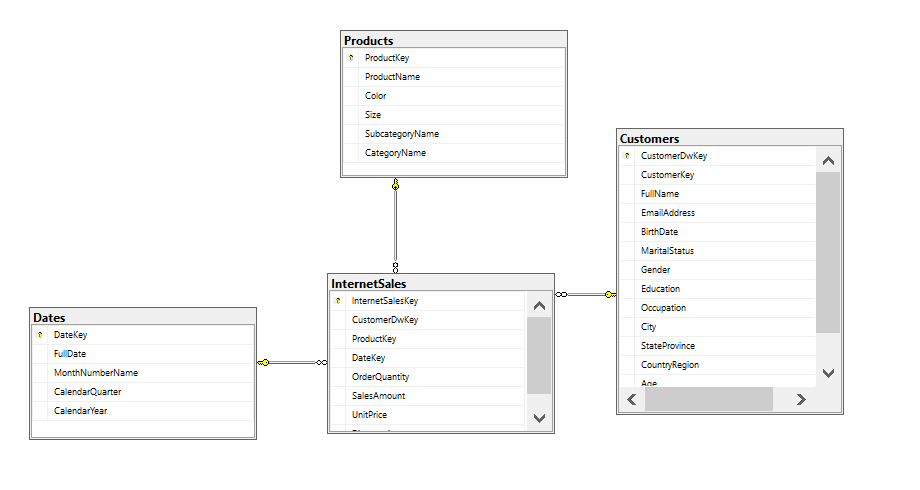 Products
ProductKey
ProductName
Color
Size
SubcategoryName
CategoryName
Customers
CustomerDwKey
CustomerKey
FullName
EmailAddress
BirthDate
MaritalStatus
Gender
Education
Occupation
City
StateProvince
CountryRegion
Age
InternetSales
InternetSalesKey
CustomerDwKey
ProductKey
DateKey
OrderQuantity
SalesAmount
UnitPrice
Dates
DateKey
FullDate
MonthNumberName
CalendarQuarter
CalendarYear